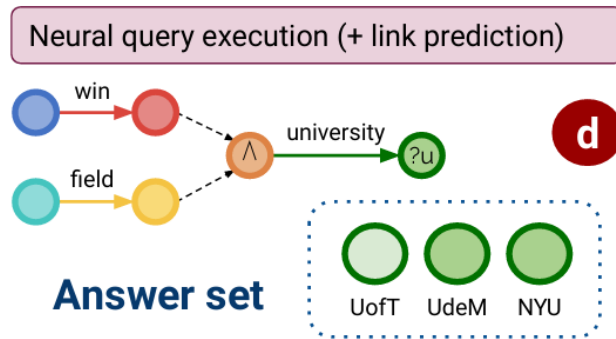 Neural query execution (+ link prediction)
win
university
d
∧
?u
field
Answer set
UofT UdeM NYU